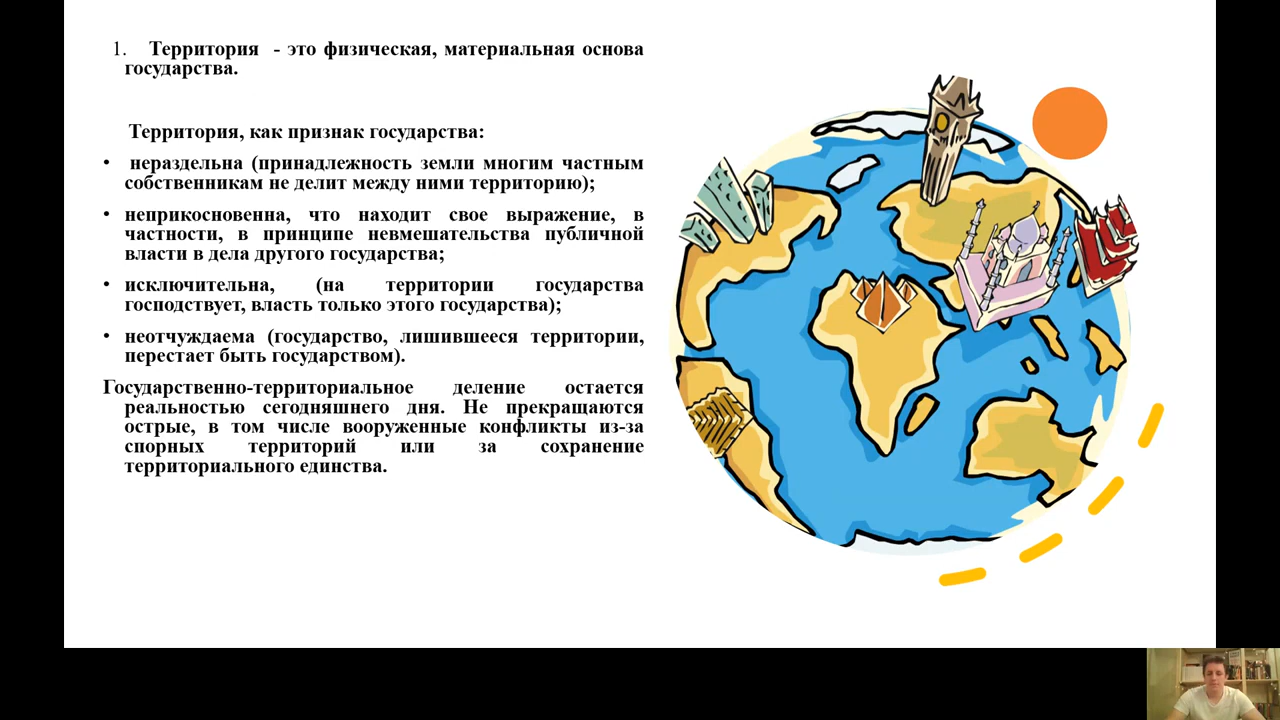 1. Территория - это физическая, материальная основа
государства.
Территория, как признак государства:
• нераздельна (принадлежность земли многим частным
собственникам не делит между ними территорию);
• неприкосновенна, что находит свое выражение, в
частности, в принципе невмешательства публичной
власти в дела другого государства;
• исключительна, (на территории государства
господствует, власть только этого государства);
• неотчуждаема (государство, лишившееся территории,
перестает быть государством).
Государственно-территориальное деление остается
реальностью сегодняшнего дня. Не прекращаются
острые, в том числе вооруженные конфликты из-за
спорных территорий или за сохранение
территориального единства.